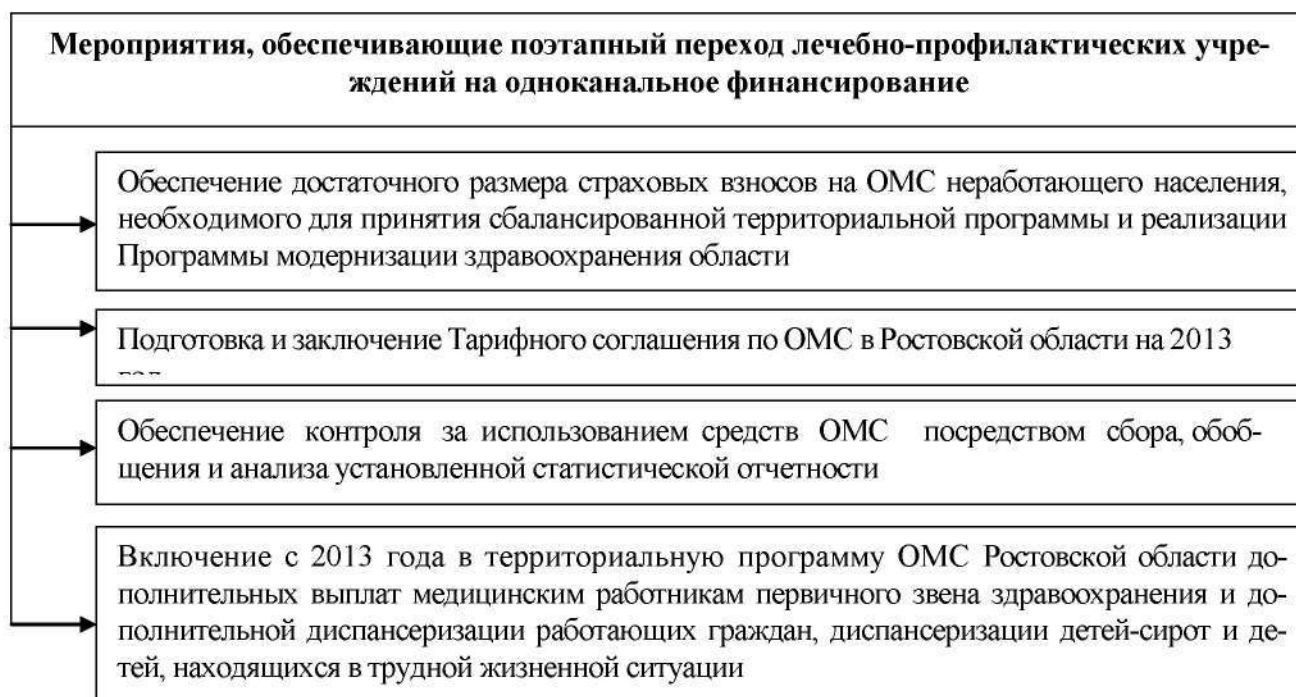 Мероприятия, обеспечивающие поэтапный переход лечебно-профилактических учре-
ждений на одноканальное финансирование
Обеспечение достаточного размера страховых взносов на ОМС неработающего населения,
необходимого для принятия сбалансированной территориальной программы и реализации
Программы модернизации здравоохранения области
Подготовка и заключение Тарифного соглашения по ОМС в Ростовской области на 2013
Обеспечение контроля за использованием средств ОМС посредством сбора, обоб-
щения и анализа установленной статистической отчетности
Включение с 2013 года в территориальную программу ОМС Ростовской области до-
полнительных выплат медицинским работникам первичного звена здравоохранения и до-
полнительной диспансеризации работающих граждан, диспансеризации детей-сирот и де-
тей, находящихся в трудной жизненной ситуации